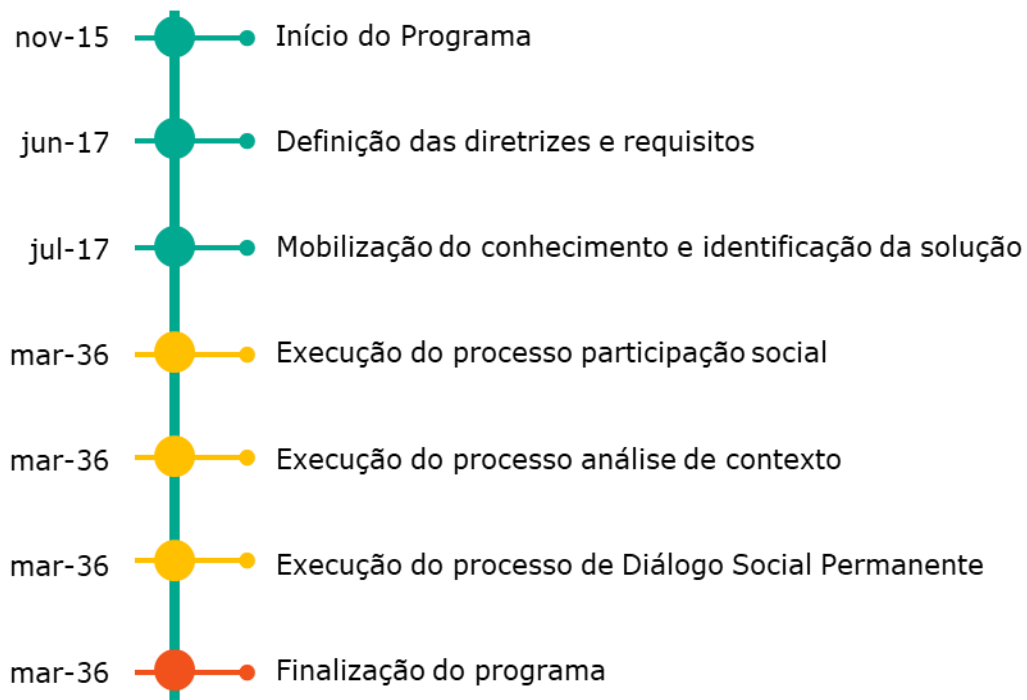 nov-15 Início do Programa
jun-17 Definição das diretrizes e requisitos
jul-17 Mobilização do conhecimento e identificação da solução
mar-36 Execução do processo participação social
mar-36 Execução do processo análise de contexto
mar-36 Execução do processo de Diálogo Social Permanente
mar-36 Finalização do programa